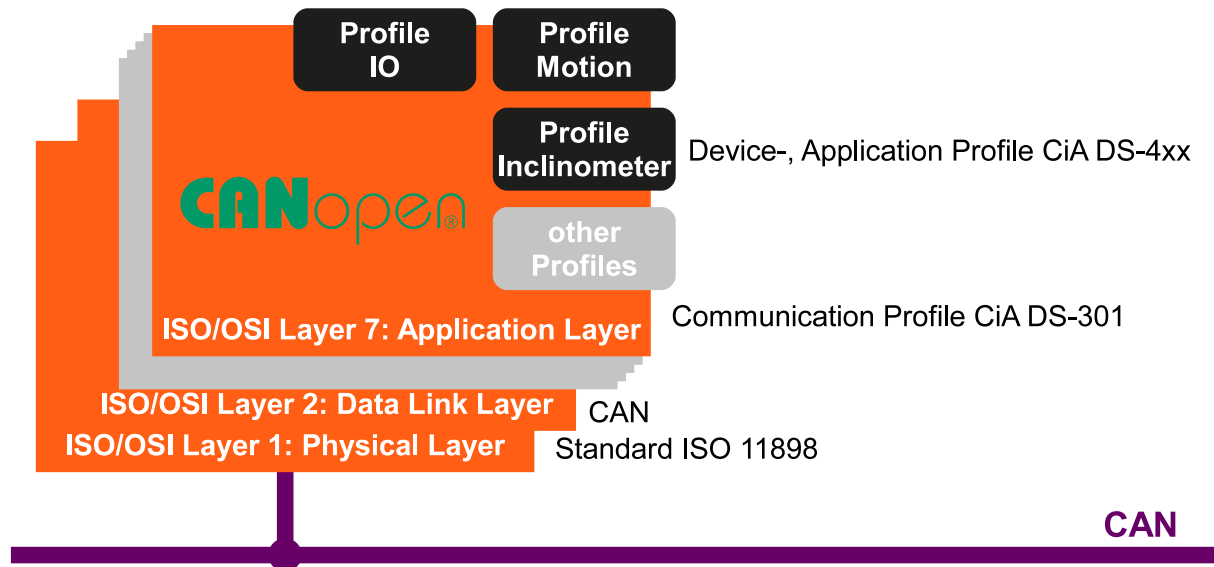 Profile
IO
Profile
Motion
Profile
Inclinometer
Device-, Application Profile CiA DS-4xx
CANopen®
other
Profiles
Communication Profile CiA DS-301
ISO/OSI Layer 7: Application Layer
ISO/OSI Layer 2: Data Link Layer
CAN
ISO/OSI Layer 1: Physical Layer
Standard ISO 11898
CAN